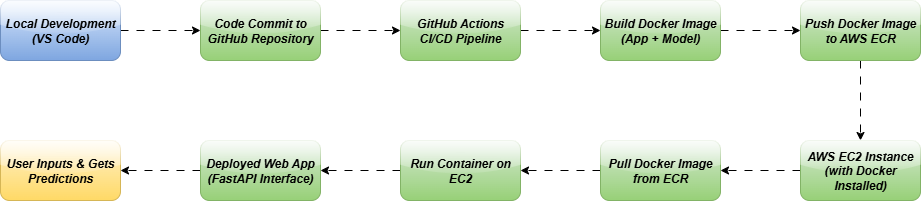 Local Development
(VS Code)
Code Commit to
GitHub Repository
GitHub Actions
CI/CD Pipeline
Build Docker Image
(App + Model)
Push Docker Image
to AWS ECR
AWS EC2 Instance
(with Docker
Installed)
Pull Docker Image
from ECR
Run Container on
EC2
Deployed Web App
(FastAPI Interface)
User Inputs & Gets
Predictions